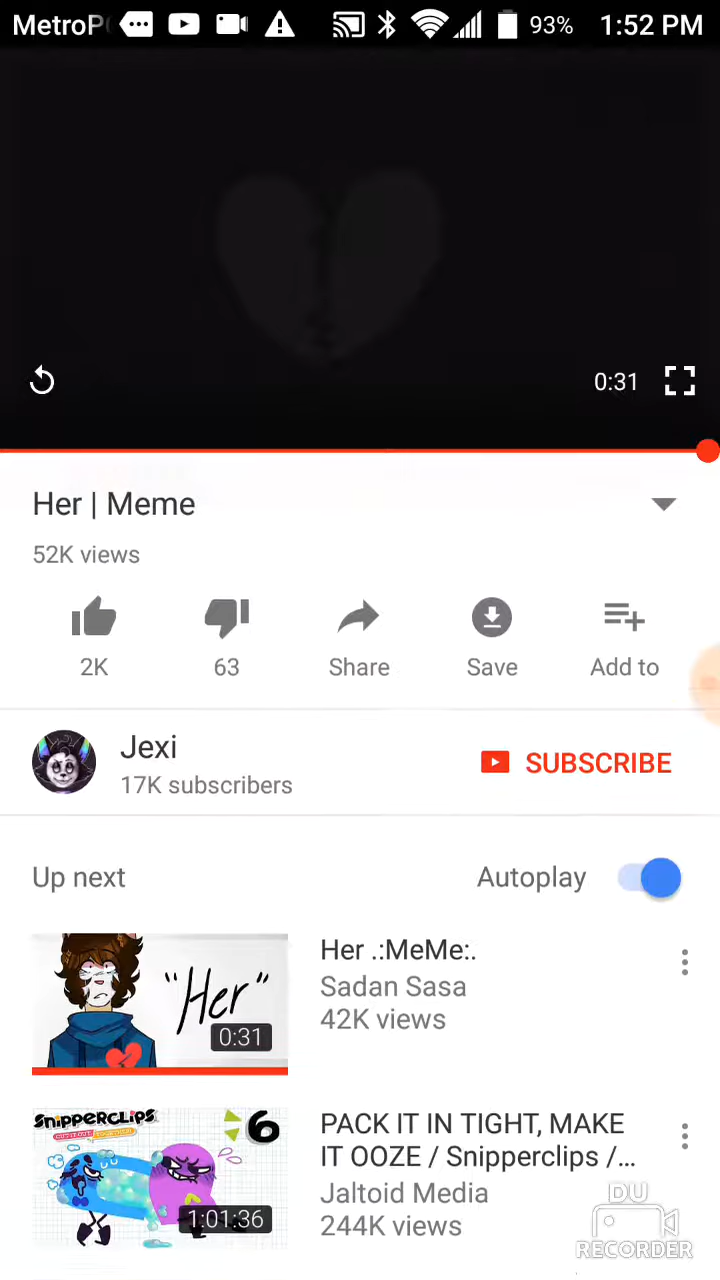 MetroP
93%
1:52 PM
0:31
Her | Meme
52K views
2K
63
Share
Save
Add to
Jexi
17K subscribers
SUBSCRIBE
Up next
Autoplay
"Her"
0:31
Her .:MeMe:.
Sadan Sasa
42K views
SNIPPERCLIPS
6
1:01:36
PACK IT IN TIGHT, MAKE
IT OOZE / Snipperclips /...
Jaltoid Media
244K views
DU
RECORDER